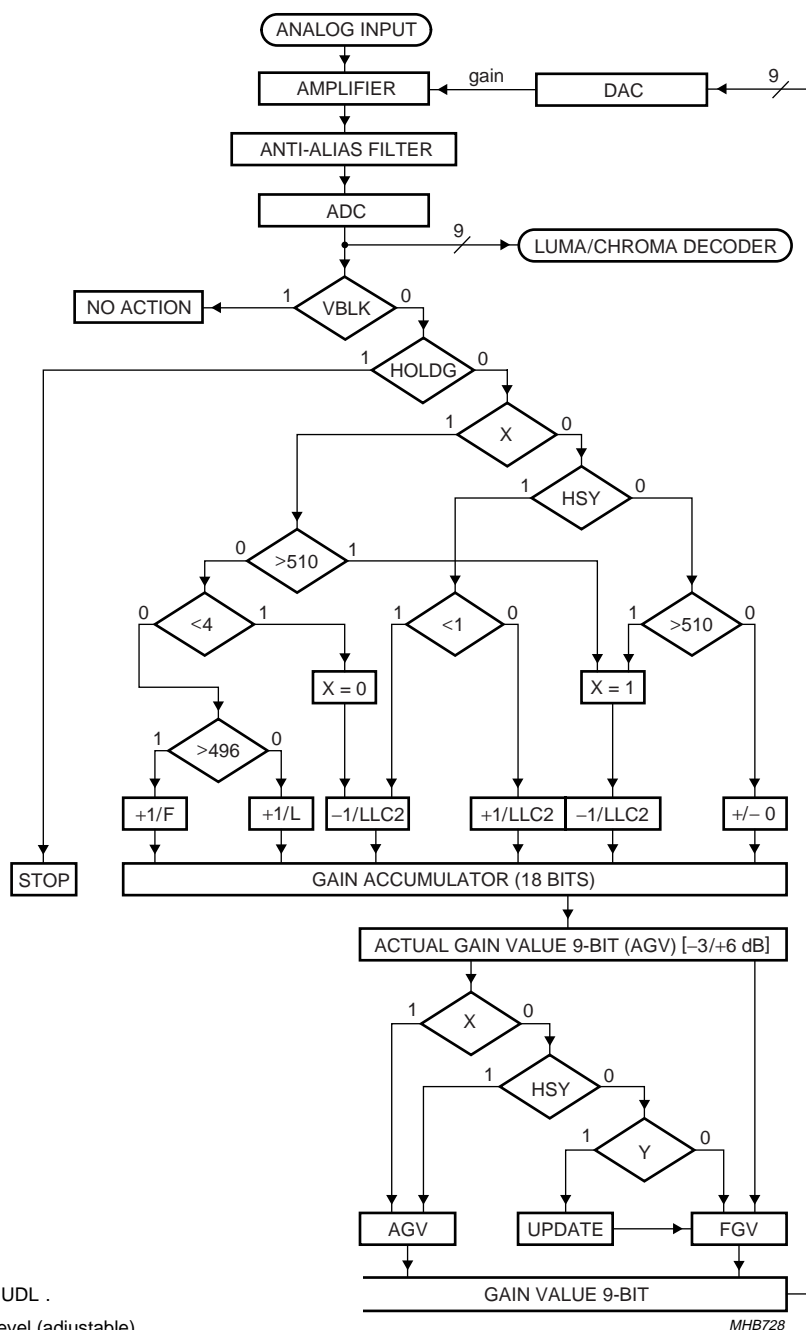 ANALOG INPUT
AMPLIFIER
gain
DAC
9
ANTI-ALIAS FILTER
ADC
9
LUMA/CHROMA DECODER
NO ACTION
1
VBLK
0
1
HOLDG
0
1
X
0
1
HSY
0
0
>510
1
0
<4
1
1
<1
0
1
>510
0
X = 0
X = 1
1
>496
0
+1/F
+1/L
−1/LLC2
+1/LLC2
−1/LLC2
+/− 0
STOP
GAIN ACCUMULATOR (18 BITS)
ACTUAL GAIN VALUE 9-BIT (AGV) [−3/+6 dB]
1
X
0
1
HSY
0
1
Y
0
AGV
UPDATE
FGV
UDL .
GAIN VALUE 9-BIT
evel (adjustable)
MHB728